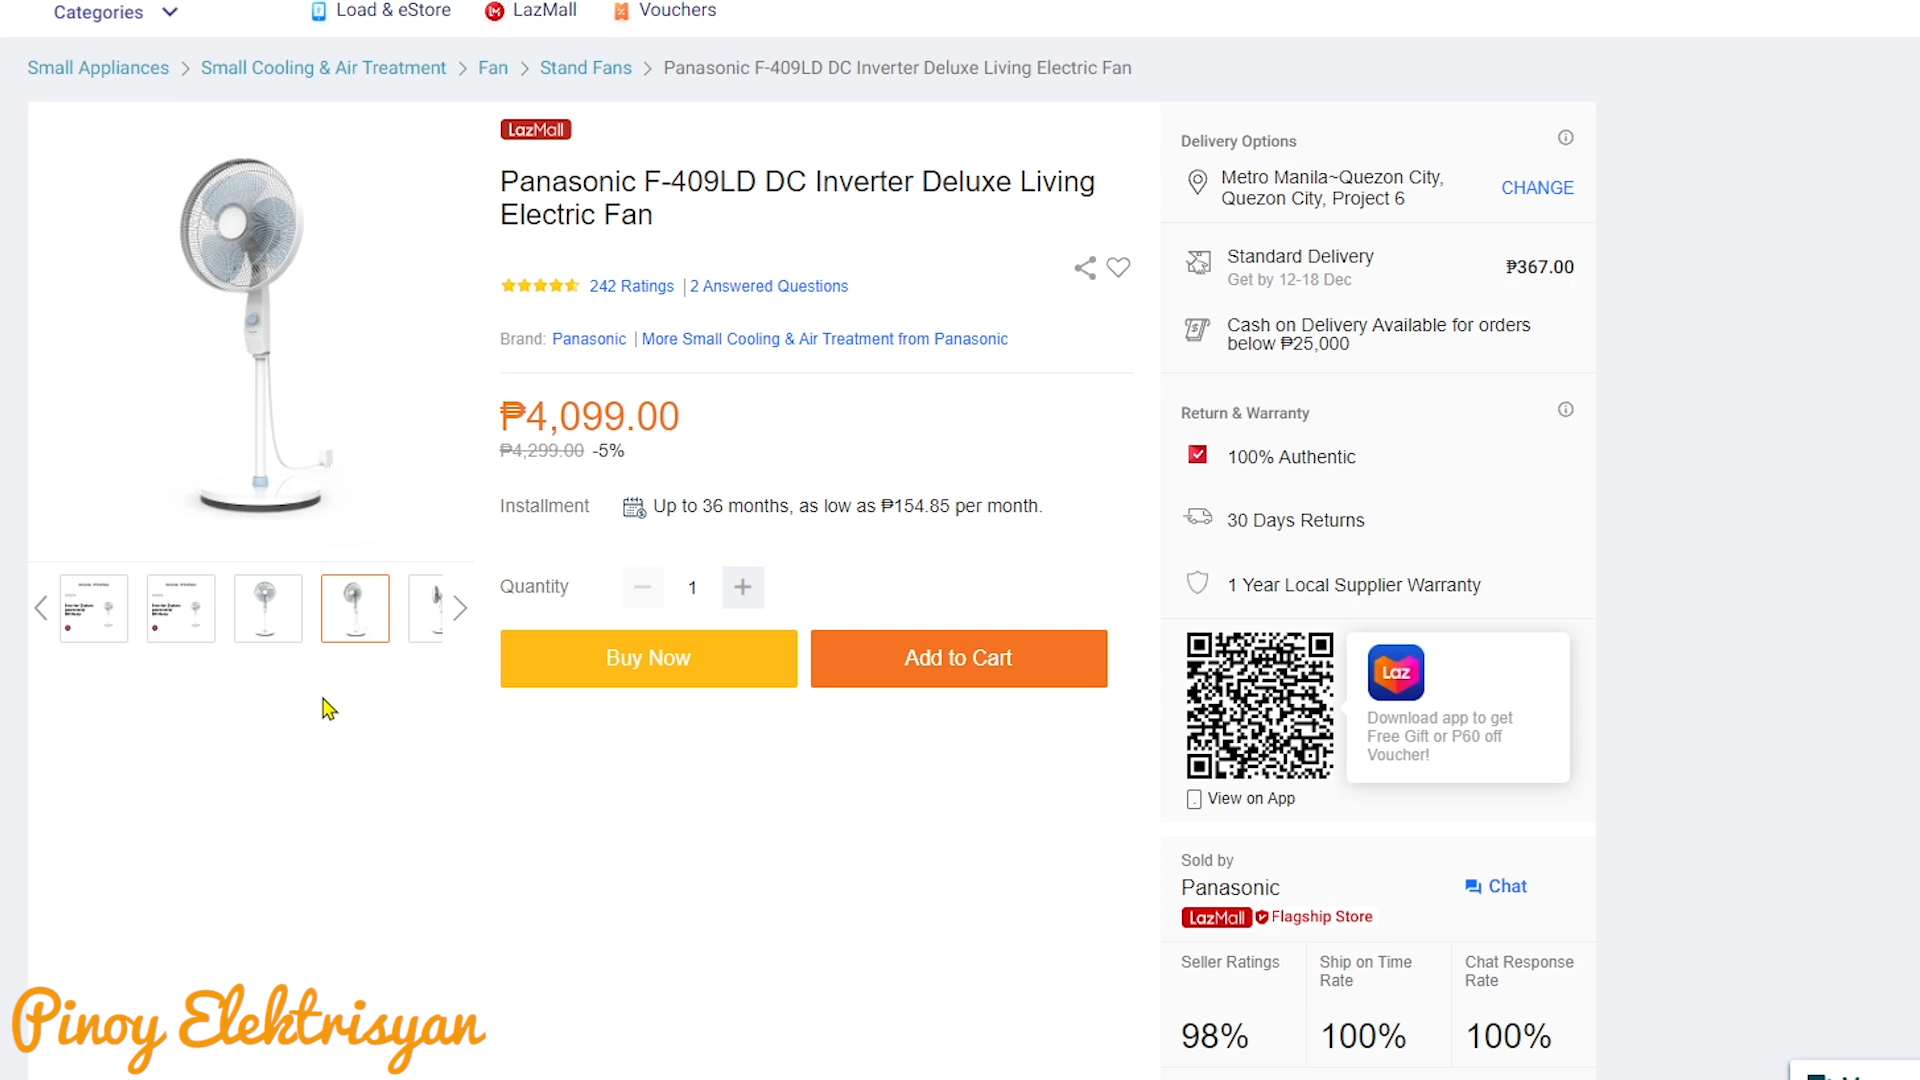 Categories
Load & eStore
LazMall
Vouchers
Small Appliances > Small Cooling & Air Treatment > Fan > Stand Fans > Panasonic F-409LD DC Inverter Deluxe Living Electric Fan
LazMall
Panasonic F-409LD DC Inverter Deluxe Living
Electric Fan
242 Ratings | 2 Answered Questions
Brand: Panasonic | More Small Cooling & Air Treatment from Panasonic
₱4,099.00
₱4,299.00 -5%
Installment Up to 36 months, as low as ₱154.85 per month.
Quantity 1
Buy Now
Add to Cart
Delivery Options
Metro Manila~Quezon City,
Quezon City, Project 6
CHANGE
Standard Delivery
₱367.00
Get by 12-18 Dec
Cash on Delivery Available for orders
below ₱25,000
Return & Warranty
100% Authentic
30 Days Returns
1 Year Local Supplier Warranty
Laz
Download app to get
Free Gift or P60 off
Voucher!
View on App
Sold by
Panasonic
Chat
LazMall Flagship Store
Seller Ratings
98%
Ship on Time
Rate
100%
Chat Response
Rate
100%
Pinoy Elektrisyan